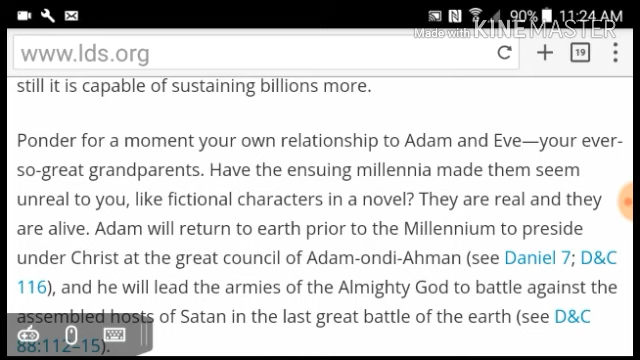 90% 11:24AM
Made with KINEMASTER
www.lds.org
19
still it is capable of sustaining billions more.
Ponder for a moment your own relationship to Adam and Eve—your ever-
so-great grandparents. Have the ensuing millennia made them seem
unreal to you, like fictional characters in a novel? They are real and they
are alive. Adam will return to earth prior to the Millennium to preside
under Christ at the great council of Adam-ondi-Ahman (see Daniel 7; D&C
116), and he will lead the armies of the Almighty God to battle against the
assembled hosts of Satan in the last great battle of the earth (see D&C
88:112–15).